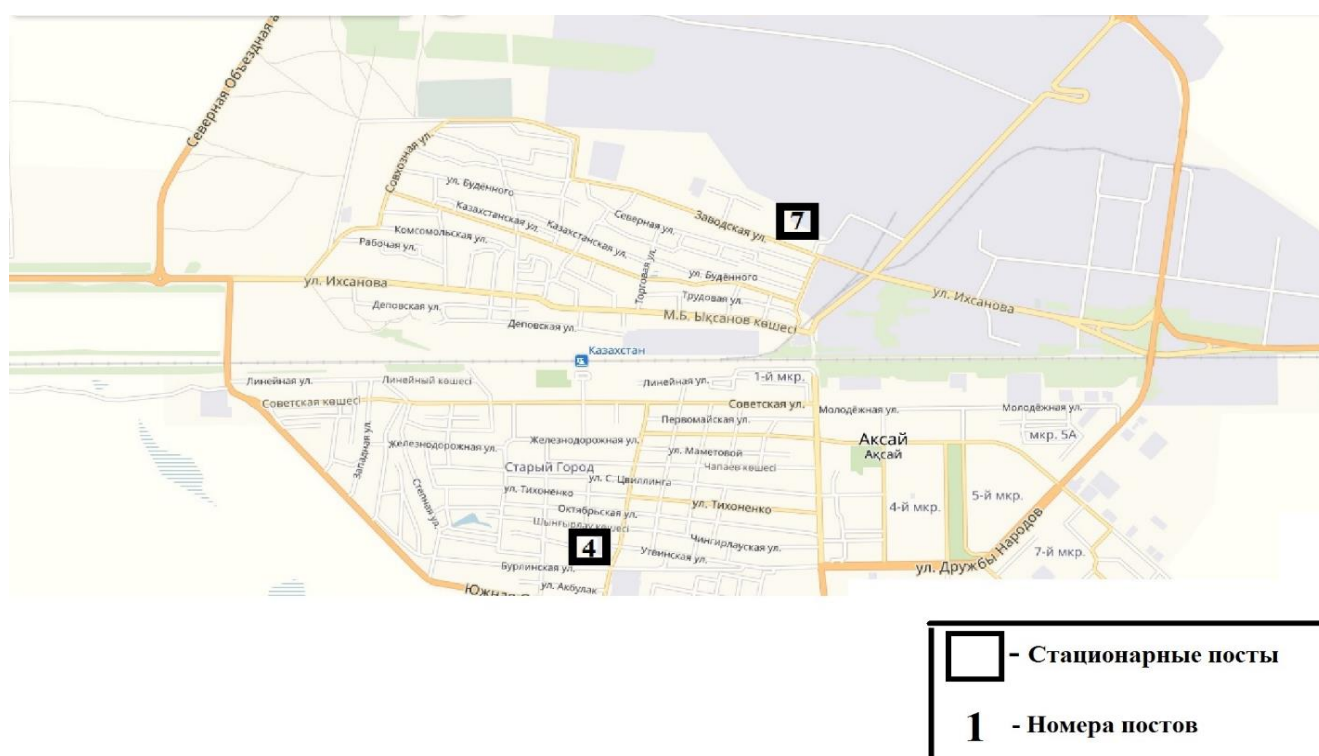 Северная Объездная а
Совхозная ул.
ул. Будённого
Казахстанская ул.
Казахстанская ул.
Северная ул.
Заводская ул.
7
Комсомольская ул.
Рабочая ул.
Торговая ул.
ул. Будённого
ул. Ихсанова
Трудовая ул.
ул. Ихсанова
Деповская ул.
М.Б. Ықсанов көшесі
Деповская ул.
Казахстан
Линейная ул.
Линейный көшесі
Линейная ул.
1-й мкр.
Советская көшесі
Советская ул.
Молодёжная ул.
Молодёжная ул.
Первомайская ул.
мкр. 5А
Западная ул.
Железнодорожная ул.
Железнодорожная ул.
Аксай
Ақсай
ул. Маметовой
Чапаев көшесі
Старый Город
ул. С. Цвиллинга
Степная ул.
ул. Тихоненко
ул. Тихоненко
4-й мкр.
5-й мкр.
Октябрьская ул.
Шыңғырлау көшесі
Чингирлауская ул.
4
Утвинская ул.
7-й мкр.
Бурлинская ул.
ул. Дружбы Народов
ул. Акбулак
Южная
- Стационарные посты
1 - Номера постов